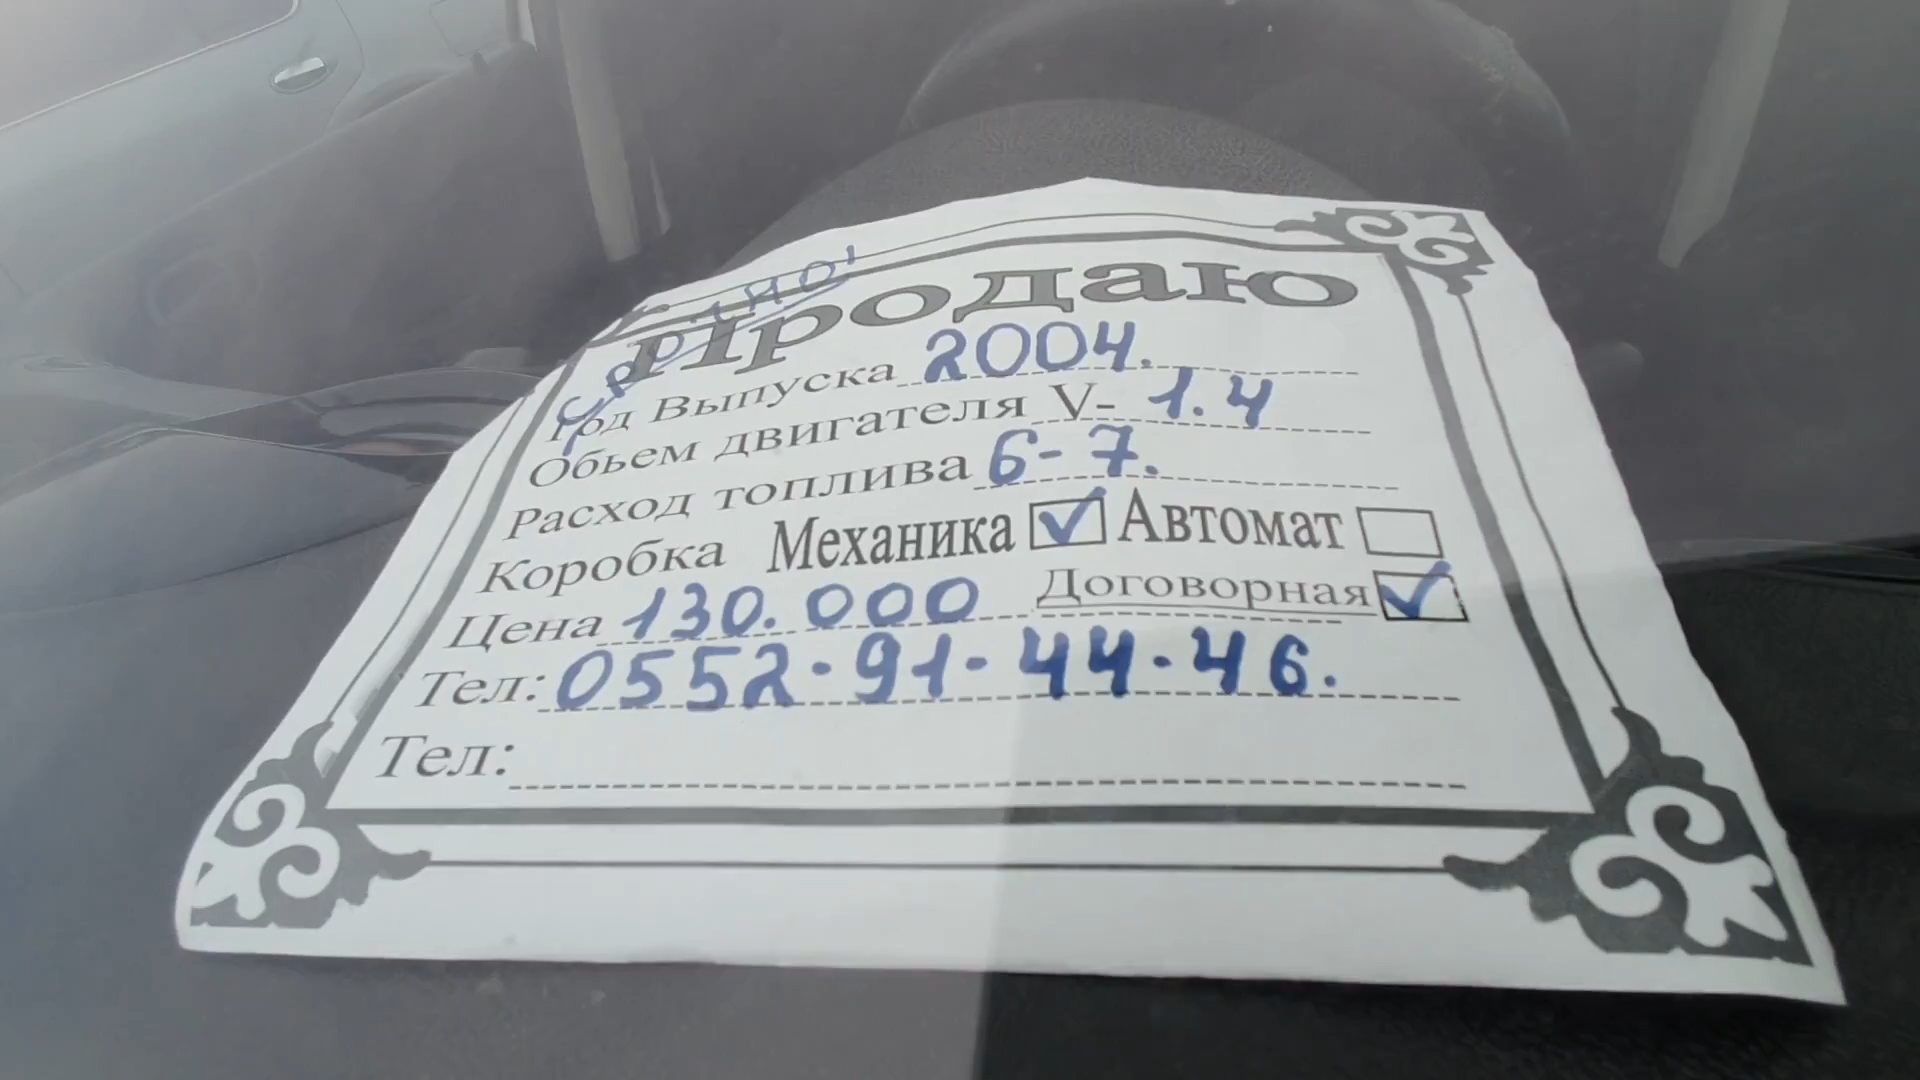 Срочно!
Продаю
Год Выпуска 2004.
Обьем двигателя V- 1.4
Расход топлива 6-7.
Коробка Механика ✓ Автомат
Цена 130.000 Договорная ✓
Тел: 0552·91·44·46.
Тел: